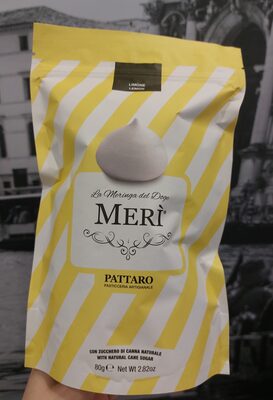 LIMONE
LEMON
La Meringa del Doge
MERÌ
PATTARO
PASTICCERIA ARTIGIANALE
CON ZUCCHERO DI CANNA NATURALE
WITH NATURAL CANE SUGAR
80g ℮ Net WT 2.82oz